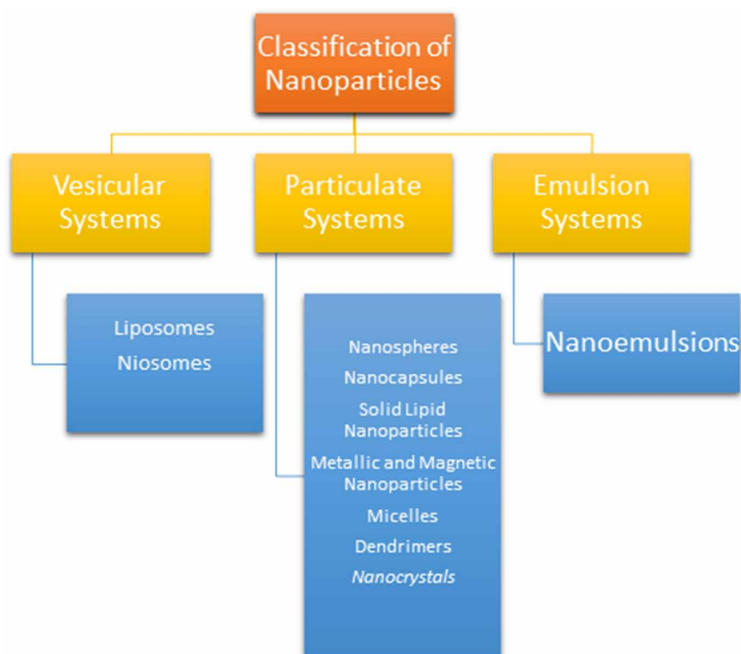 Classification of
Nanoparticles
Vesicular
Systems
Particulate
Systems
Emulsion
Systems
Liposomes
Niosomes
Nanospheres
Nanocapsules
Solid Lipid
Nanoparticles
Metallic and Magnetic
Nanoparticles
Micelles
Dendrimers
Nanocrystals
Nanoemulsions